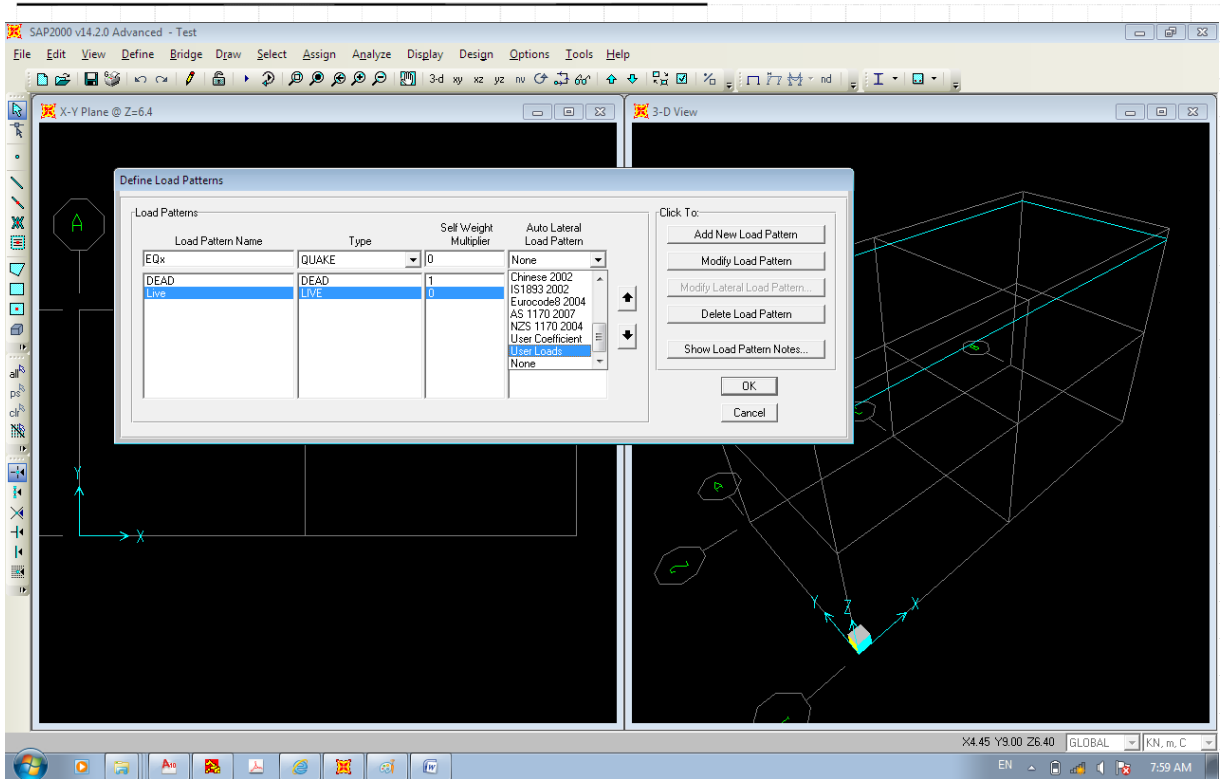 SAP2000 v14.2.0 Advanced - Test
File Edit View Define Bridge Draw Select Assign Analyze Display Design Options Tools Help
3-d xy xz yz nv nd
X-Y Plane @ Z=6.4
3-D View
Define Load Patterns
Load Patterns
Click To:
Load Pattern Name Type Self Weight Multiplier Auto Lateral Load Pattern
EQx QUAKE 0 None
DEAD DEAD 1
Live LIVE 0
Chinese 2002
IS1893 2002
Eurocode8 2004
AS 1170 2007
NZS 1170 2004
User Coefficient
User Loads
None
Add New Load Pattern
Modify Load Pattern
Modify Lateral Load Pattern...
Delete Load Pattern
Show Load Pattern Notes...
OK
Cancel
A
Y
X
A
Y
Z
X
all
ps
clr
X4.45 Y9.00 Z6.40 GLOBAL KN, m, C
EN 7:59 AM